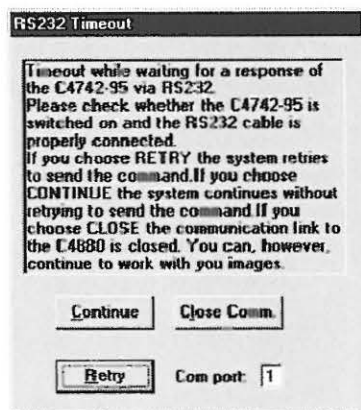 RS232 Timeout
Timeout while waiting for a response of
the C4742-95 via RS232.
Please check whether the C4742-95 is
switched on and the RS232 cable is
properly connected.
If you choose RETRY the system retries
to send the command.If you choose
CONTINUE the system continues without
retrying to send the command.If you
choose CLOSE the communication link to
the C4880 is closed. You can, however,
continue to work with you images.
Continue Close Comm.
Retry Com port: 1